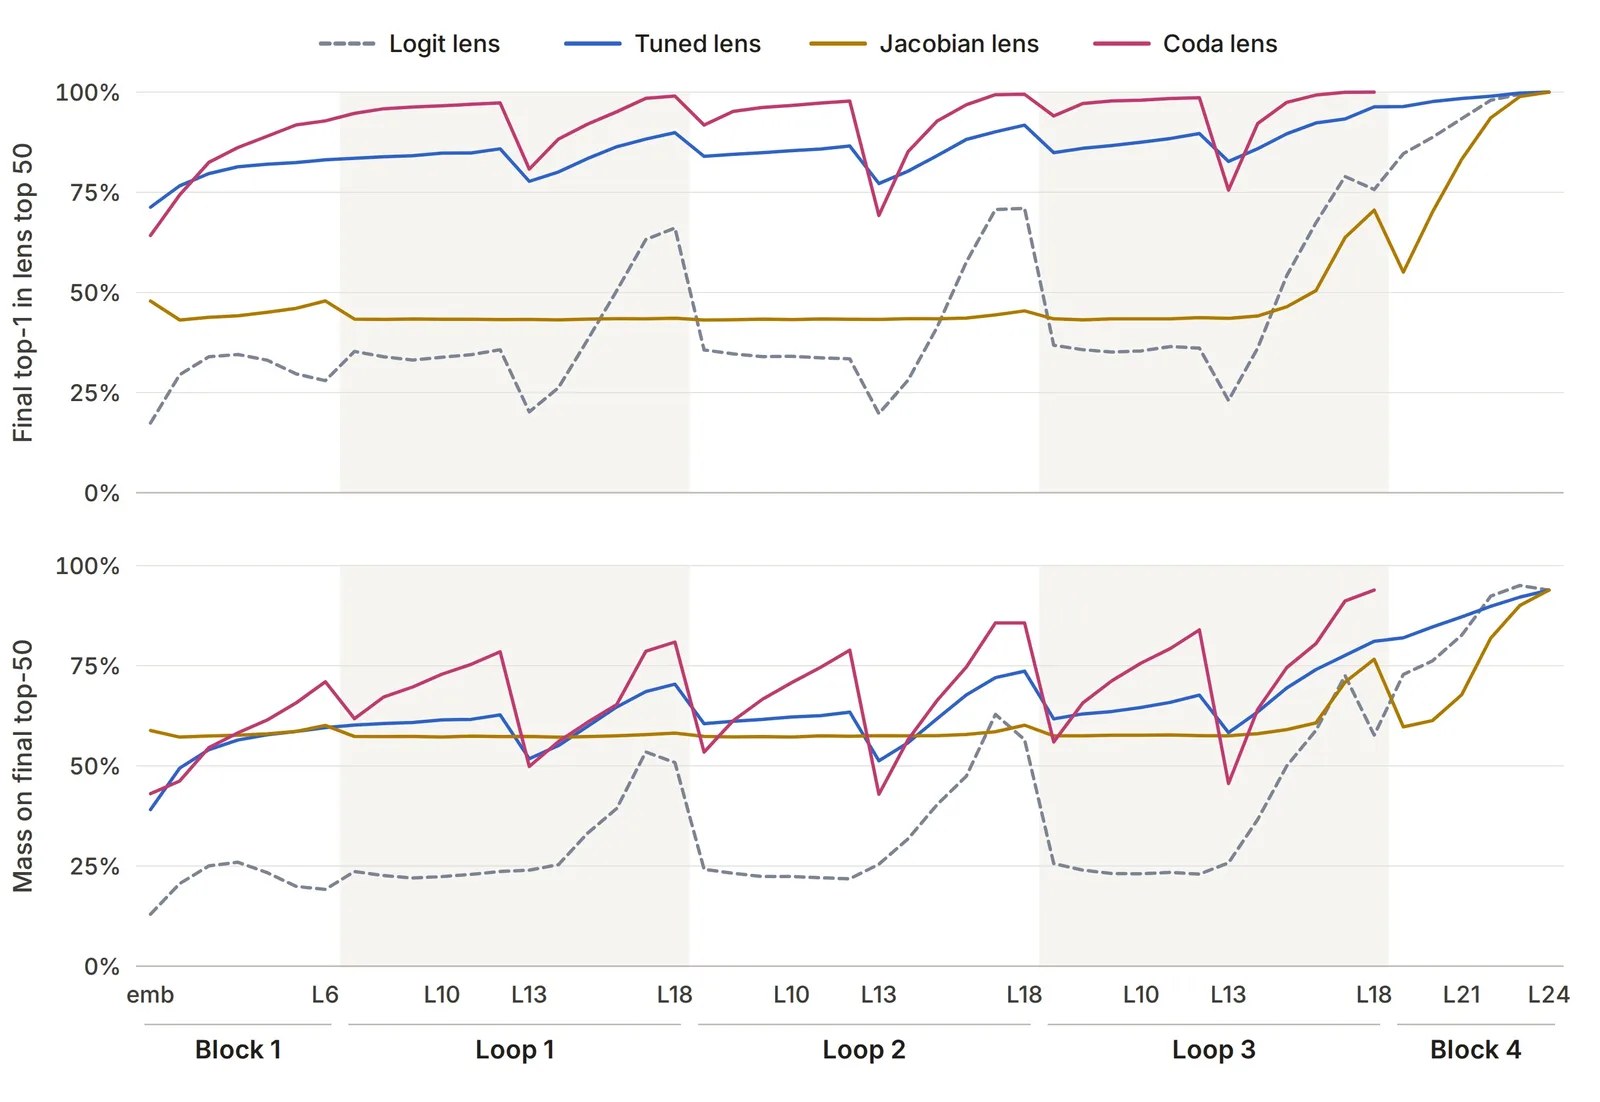 Logit lens Tuned lens Jacobian lens Coda lens
Final top-1 in lens top 50
100%
75%
50%
25%
0%
Mass on final top-50
100%
75%
50%
25%
0%
emb L6 L10 L13 L18 L10 L13 L18 L10 L13 L18 L21 L24
Block 1 Loop 1 Loop 2 Loop 3 Block 4